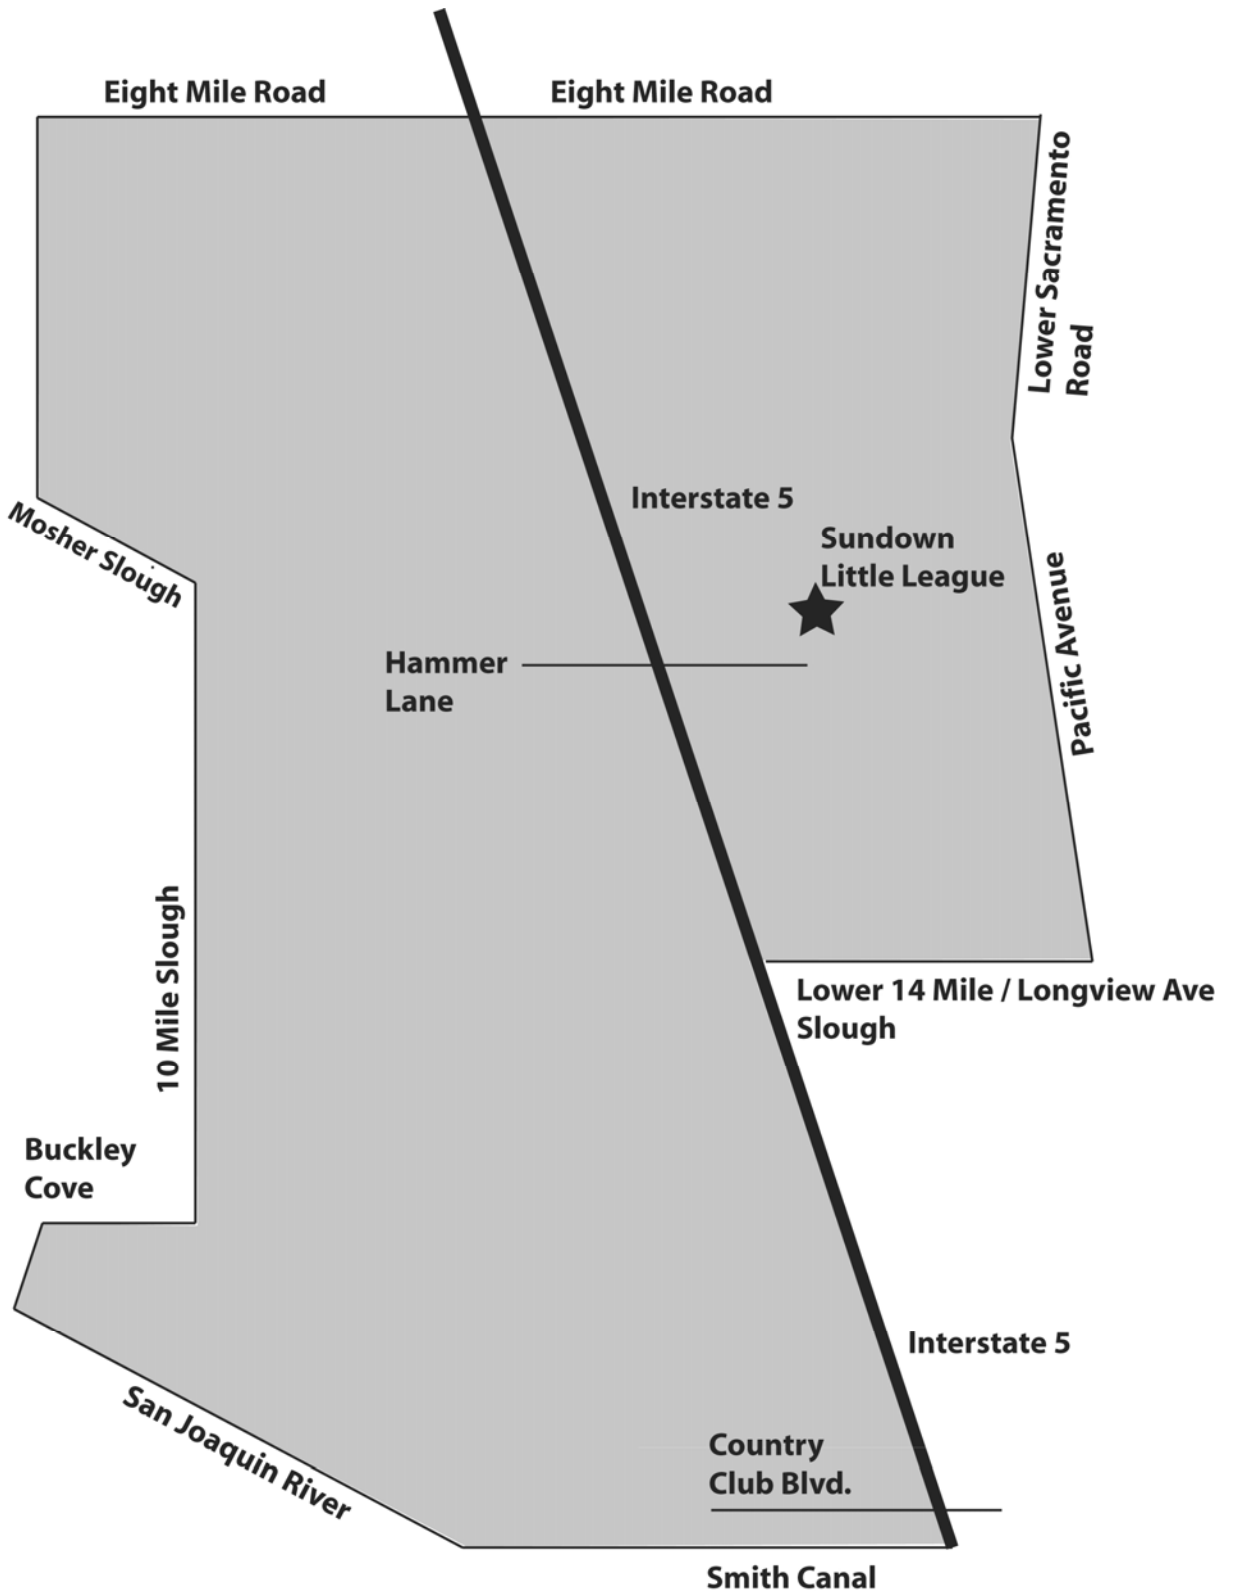 Eight Mile Road
Eight Mile Road
Lower Sacramento
Road
Interstate 5
Mosher Slough
Sundown
Little League
Pacific Avenue
Hammer
Lane
10 Mile Slough
Lower 14 Mile / Longview Ave
Slough
Buckley
Cove
Interstate 5
San Joaquin River
Country
Club Blvd.
Smith Canal